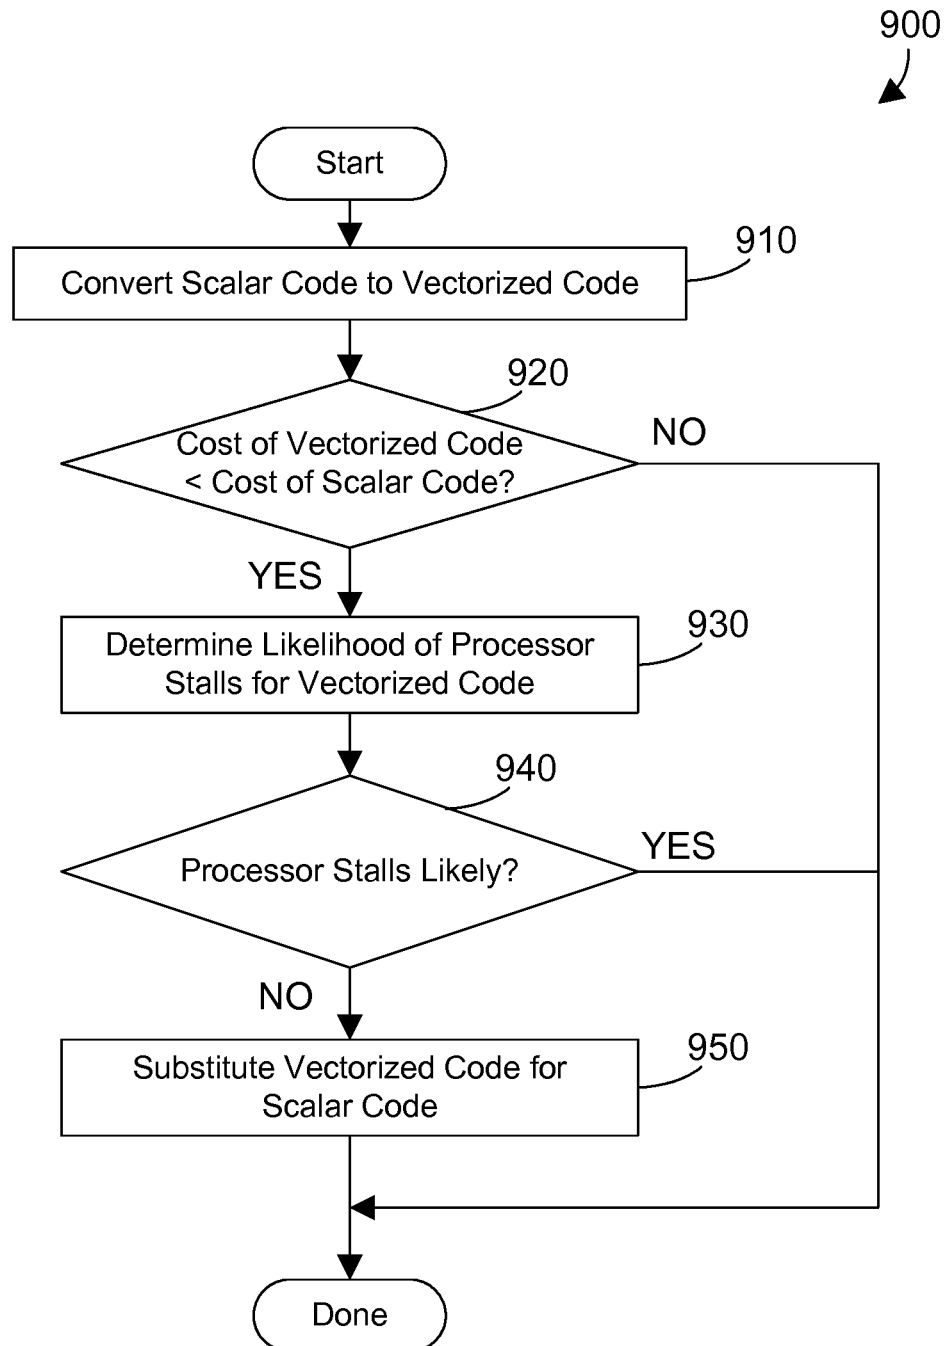 900
Start
910
Convert Scalar Code to Vectorized Code
920
Cost of Vectorized Code
< Cost of Scalar Code?
NO
YES
930
Determine Likelihood of Processor
Stalls for Vectorized Code
940
Processor Stalls Likely?
YES
NO
950
Substitute Vectorized Code for
Scalar Code
Done